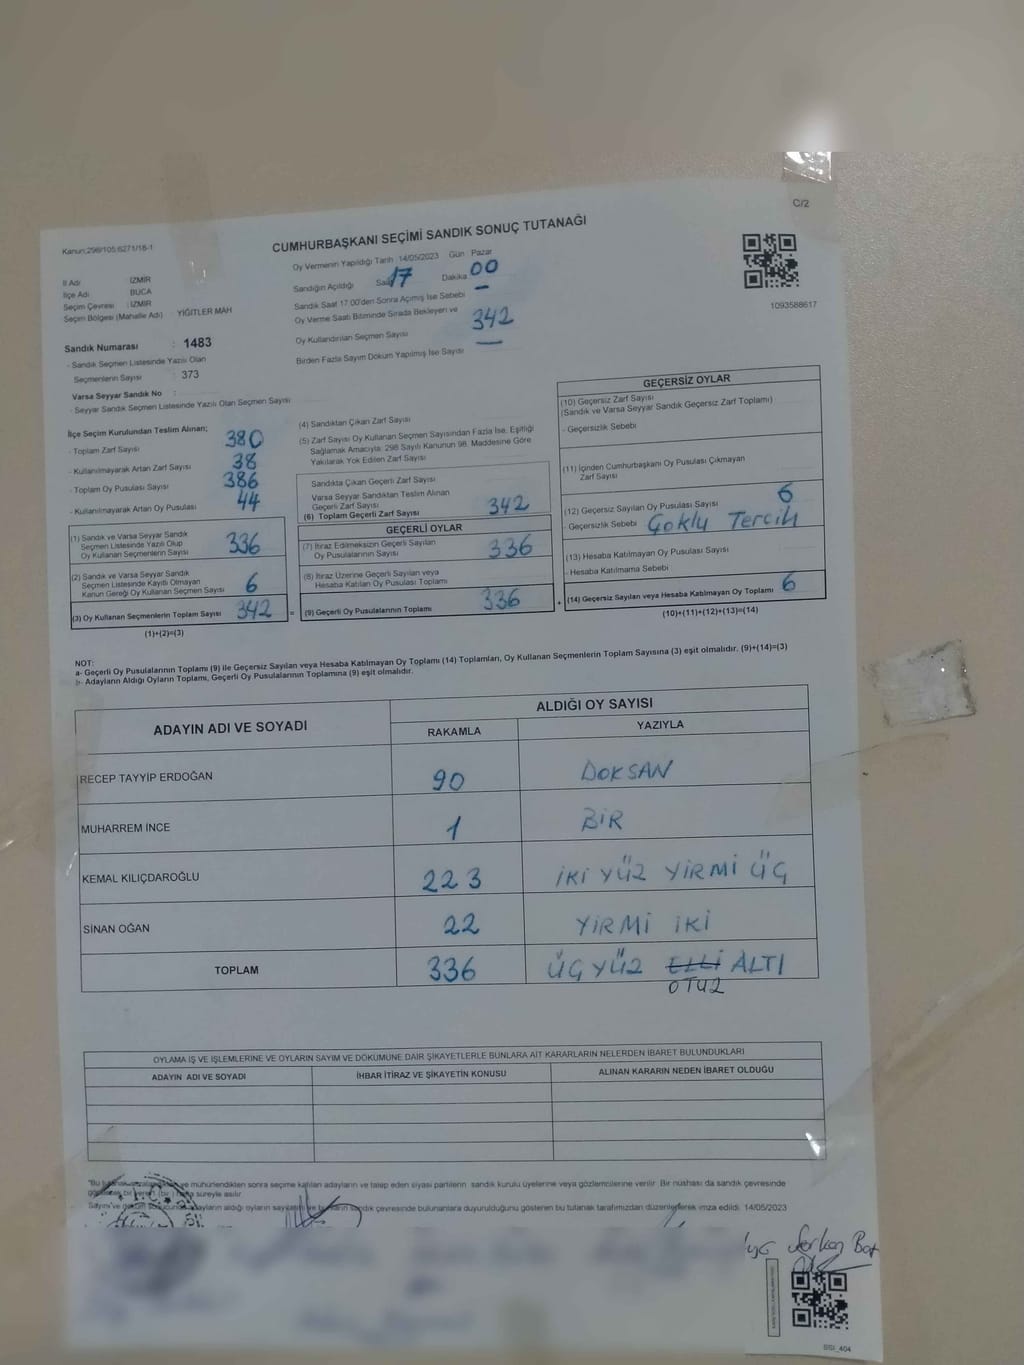 C/2
Kanun;298/105;6271/18-1
CUMHURBAŞKANI SEÇİMİ SANDIK SONUÇ TUTANAĞI
1093588617
İl Adı : İZMİR
İlçe Adı : BUCA
Seçim Çevresi : İZMİR
Seçim Bölgesi (Mahalle Adı) : YİĞİTLER MAH
Sandık Numarası : 1483
- Sandık Seçmen Listesinde Yazılı Olan
Seçmenlerin Sayısı : 373
Varsa Seyyar Sandık No :
- Seyyar Sandık Seçmen Listesinde Yazılı Olan Seçmen Sayısı
Oy Vermenin Yapıldığı Tarih 14/05/2023 Gün Pazar
Sandığın Açıldığı Saat 17 Dakika 00
Sandık Saat 17:00'den Sonra Açımış İse Sebebi –
Oy Verme Saati Bitiminde Sırada Bekleyen ve
Oy Kullandırılan Seçmen Sayısı 342
Birden Fazla Sayım Döküm Yapılmış İse Sayısı –
İlçe Seçim Kurulundan Teslim Alınan;
- Toplam Zarf Sayısı 380
- Kullanılmayarak Artan Zarf Sayısı 38
- Toplam Oy Pusulası Sayısı 386
- Kullanılmayarak Artan Oy Pusulası 44
(1) Sandık ve Varsa Seyyar Sandık
Seçmen Listesinde Yazılı Olup
Oy Kullanan Seçmenlerin Sayısı 336
(2) Sandık ve Varsa Seyyar Sandık
Seçmen Listesinde Kayıtlı Olmayan
Kanun Gereği Oy Kullanan Seçmen Sayısı 6
(3) Oy Kullanan Seçmenlerin Toplam Sayısı 342 =
(1)+(2)=(3)
(4) Sandıktan Çıkan Zarf Sayısı
(5) Zarf Sayısı Oy Kullanan Seçmen Sayısından Fazla İse, Eşitliği
Sağlamak Amacıyla; 298 Sayılı Kanunun 98. Maddesine Göre
Yakılarak Yok Edilen Zarf Sayısı
Sandıkta Çıkan Geçerli Zarf Sayısı
Varsa Seyyar Sandıktan Teslim Alınan
Geçerli Zarf Sayısı
(6) Toplam Geçerli Zarf Sayısı 342
GEÇERLİ OYLAR
(7) İtiraz Edilmeksizin Geçerli Sayılan
Oy Pusulalarının Sayısı 336
(8) İtiraz Üzerine Geçerli Sayılan veya
Hesaba Katılan Oy Pusulası Toplamı
(9) Geçerli Oy Pusulalarının Toplamı 336 +
GEÇERSİZ OYLAR
(10) Geçersiz Zarf Sayısı
(Sandık ve Varsa Seyyar Sandık Geçersiz Zarf Toplamı)
- Geçersizlik Sebebi
(11) İçinden Cumhurbaşkanı Oy Pusulası Çıkmayan
Zarf Sayısı
(12) Geçersiz Sayılan Oy Pusulası Sayısı 6
- Geçersizlik Sebebi Çoklu Tercih
(13) Hesaba Katılmayan Oy Pusulası Sayısı
- Hesaba Katılmama Sebebi
(14) Geçersiz Sayılan veya Hesaba Katılmayan Oy Toplamı 6
(10)+(11)+(12)+(13)=(14)
NOT:
a- Geçerli Oy Pusulalarının Toplamı (9) ile Geçersiz Sayılan veya Hesaba Katılmayan Oy Toplamı (14) Toplamları, Oy Kullanan Seçmenlerin Toplam Sayısına (3) eşit olmalıdır, (9)+(14)=(3)
b- Adayların Aldığı Oyların Toplamı, Geçerli Oy Pusulalarının Toplamına (9) eşit olmalıdır.
ADAYIN ADI VE SOYADI ALDIĞI OY SAYISI
RAKAMLA YAZIYLA
RECEP TAYYİP ERDOĞAN 90 DOKSAN
MUHARREM İNCE 1 BİR
KEMAL KILIÇDAROĞLU 223 İKİ YÜZ YİRMİ ÜÇ
SİNAN OĞAN 22 YİRMİ İKİ
TOPLAM 336 ÜÇ YÜZ ELLİ ALTI
OTUZ
OYLAMA İŞ VE İŞLEMLERİNE VE OYLARIN SAYIM VE DÖKÜMÜNE DAİR ŞİKAYETLERLE BUNLARA AİT KARARLARIN NELERDEN İBARET BULUNDUKLARI
ADAYIN ADI VE SOYADI İHBAR İTİRAZ VE ŞİKAYETİN KONUSU ALINAN KARARIN NEDEN İBARET OLDUĞU
"Bu ve mühürlendikten sonra seçime katılan adayların ve talep eden siyasi partilerin sandık kurulu üyelerine veya gözlemcilerine verilir. Bir nüshası da sandık çevresinde
bir hafta süreyle asılır.
adayların aldığı oyların sayısını sandık çevresinde bulunanlara duyurulduğunu gösteren bu tutanak tarafımızdan düzenlenerek imza edildi. 14/05/2023
Serkan
SSI_404